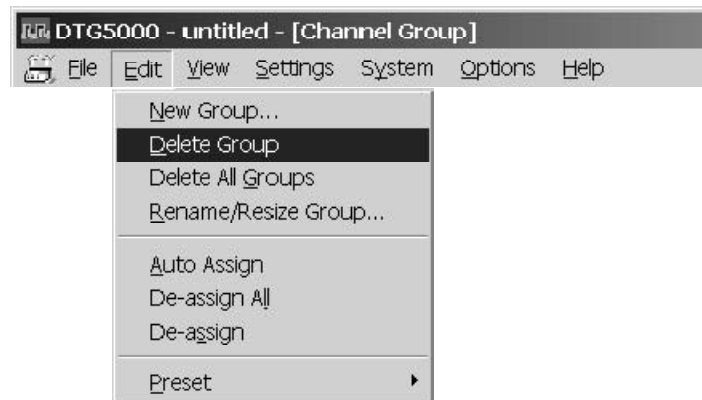 DTG5000 - untitled - [Channel Group]
File Edit View Settings System Options Help
New Group...
Delete Group
Delete All Groups
Rename/Resize Group...
Auto Assign
De-assign All
De-assign
Preset